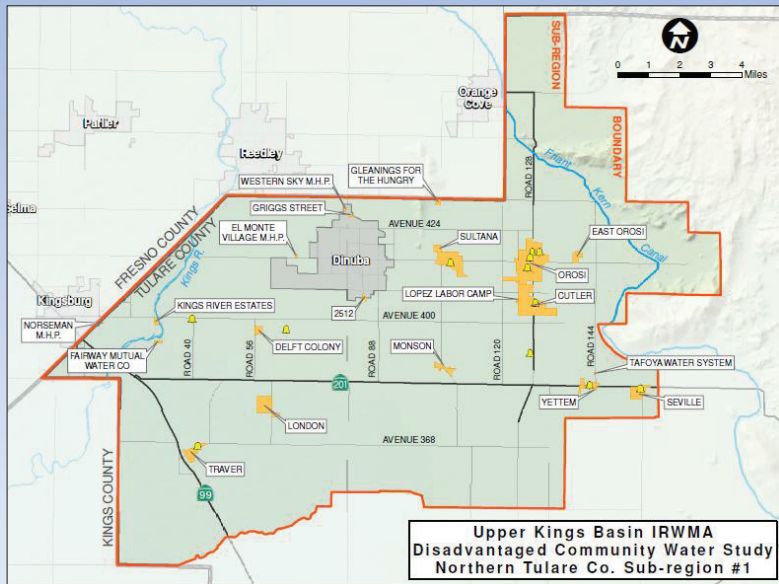 SUB-REGION
BOUNDARY
N
0 1 2 3 4
Miles
Orange
Cove
Parlier
Reedley
GLEANINGS FOR
THE HUNGRY
Friant
Kern
Canal
ROAD 128
WESTERN SKY M.H.P.
GRIGGS STREET
FRESNO COUNTY
TULARE COUNTY
Kings R.
AVENUE 424
EL MONTE
VILLAGE M.H.P.
SULTANA
EAST OROSI
Dinuba
OROSI
Kingsburg
KINGS RIVER ESTATES
LOPEZ LABOR CAMP
CUTLER
2512
AVENUE 400
NORSEMAN
M.H.P.
FAIRWAY MUTUAL
WATER CO
ROAD 40
ROAD 56
DELFT COLONY
ROAD 88
MONSON
ROAD 120
ROAD 144
TAFOYA WATER SYSTEM
201
YETTEM
SEVILLE
LONDON
AVENUE 368
TRAVER
KINGS COUNTY
99
Upper Kings Basin IRWMA
Disadvantaged Community Water Study
Northern Tulare Co. Sub-region #1